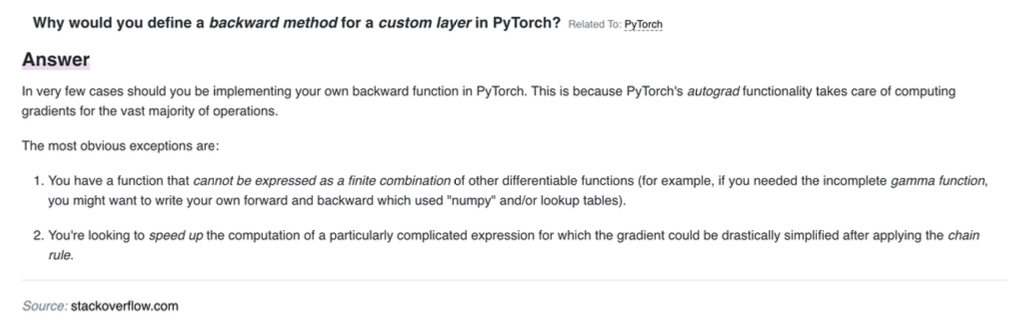 Why would you define a backward method for a custom layer in PyTorch? Related To: PyTorch
Answer
In very few cases should you be implementing your own backward function in PyTorch. This is because PyTorch's autograd functionality takes care of computing
gradients for the vast majority of operations.
The most obvious exceptions are:
1. You have a function that cannot be expressed as a finite combination of other differentiable functions (for example, if you needed the incomplete gamma function,
you might want to write your own forward and backward which used "numpy" and/or lookup tables).
2. You're looking to speed up the computation of a particularly complicated expression for which the gradient could be drastically simplified after applying the chain
rule.
Source: stackoverflow.com